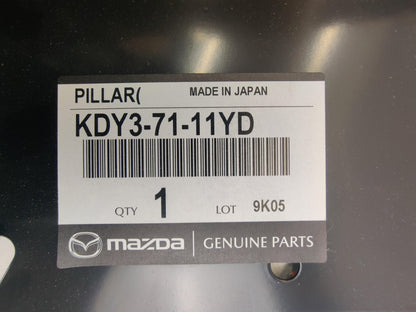 PILLAR( MADE IN JAPAN
KDY3-71-11YD
QTY 1 LOT 9K05
mazda GENUINE PARTS